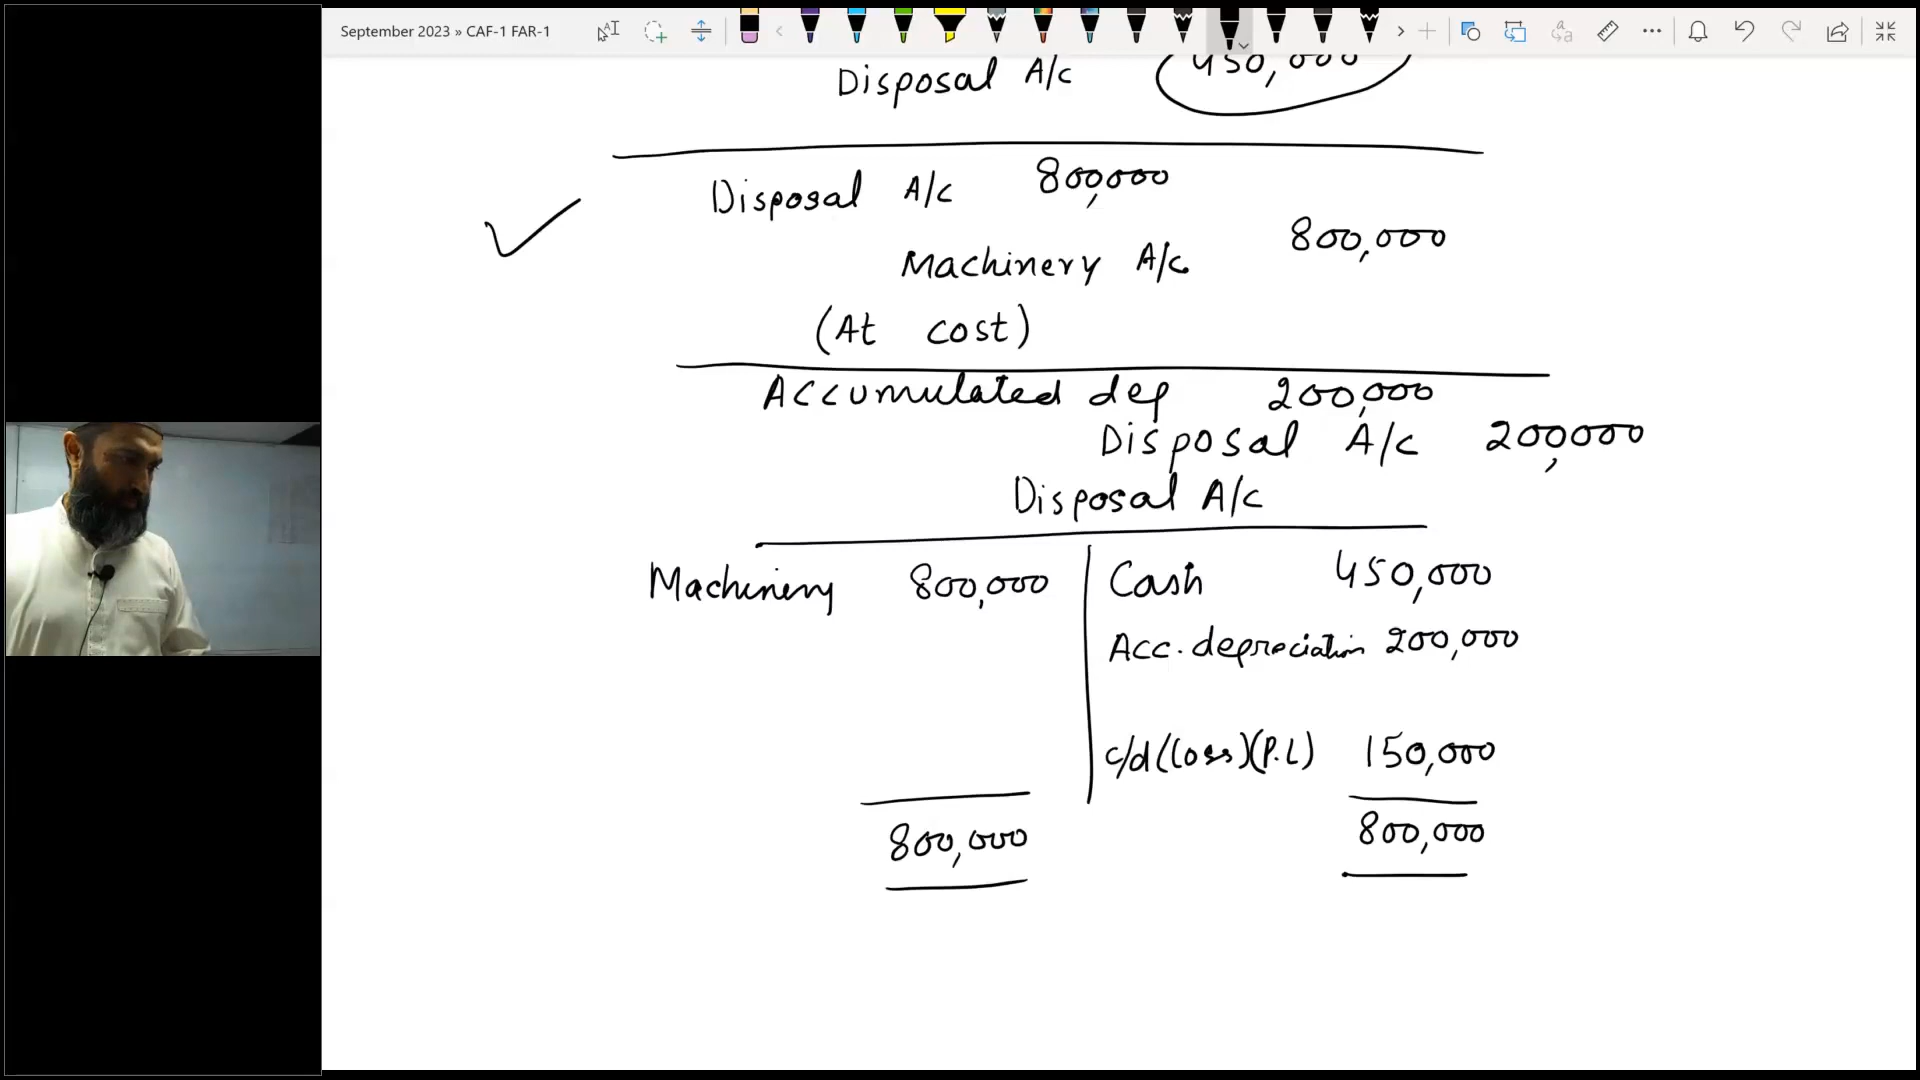 September 2023 » CAF-1 FAR-1
Disposal A/c 450,000
Disposal A/c 800,000
Machinery A/c 800,000
(At cost)
Accumulated dep 200,000
Disposal A/c 200,000
Disposal A/c
Machinery 800,000 Cash 450,000
Acc. depreciation 200,000
c/d (loss) (P.L) 150,000
800,000 800,000